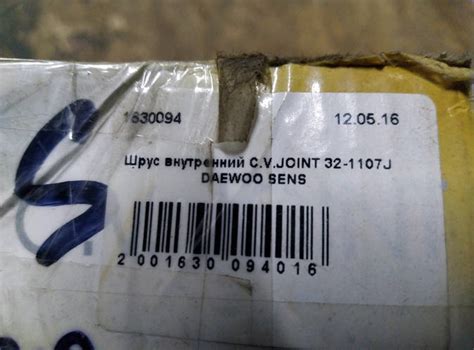 1630094 12.05.16
Шрус внутренний C.V.JOINT 32-1107J
DAEWOO SENS
2 001630 094016